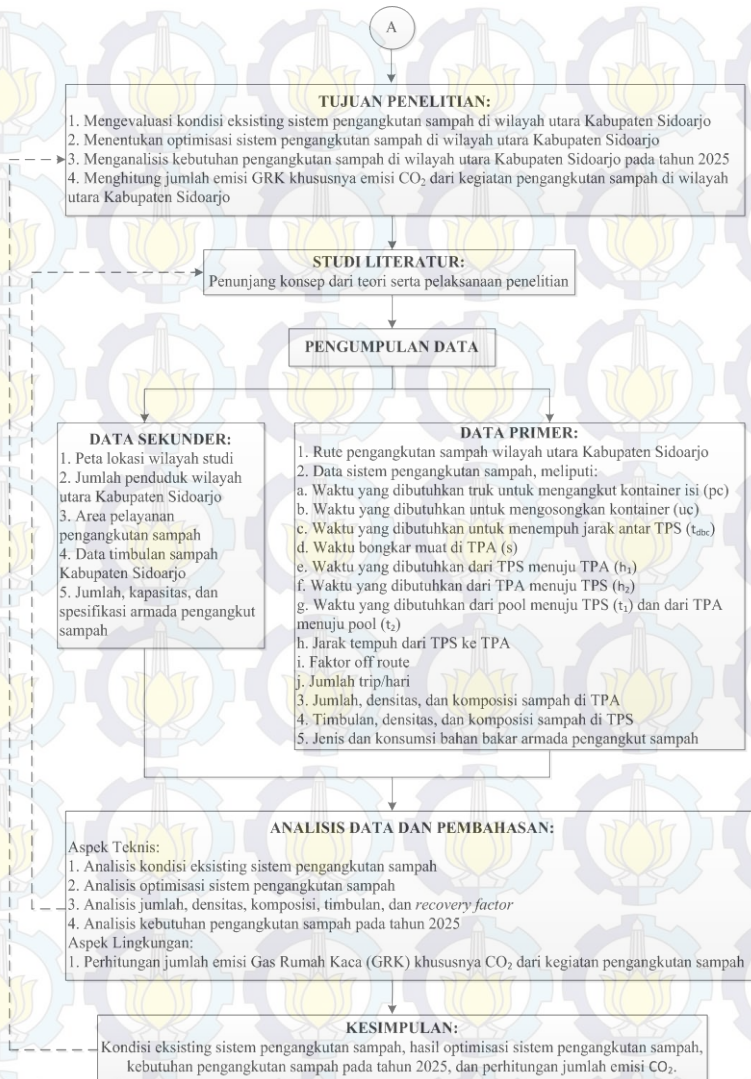 A
TUJUAN PENELITIAN:
1. Mengevaluasi kondisi eksisting sistem pengangkutan sampah di wilayah utara Kabupaten Sidoarjo
2. Menentukan optimisasi sistem pengangkutan sampah di wilayah utara Kabupaten Sidoarjo
3. Menganalisis kebutuhan pengangkutan sampah di wilayah utara Kabupaten Sidoarjo pada tahun 2025
4. Menghitung jumlah emisi GRK khususnya emisi CO₂ dari kegiatan pengangkutan sampah di wilayah
utara Kabupaten Sidoarjo
STUDI LITERATUR:
Penunjang konsep dari teori serta pelaksanaan penelitian
PENGUMPULAN DATA
DATA SEKUNDER:
1. Peta lokasi wilayah studi
2. Jumlah penduduk wilayah
utara Kabupaten Sidoarjo
3. Area pelayanan
pengangkutan sampah
4. Data timbulan sampah
Kabupaten Sidoarjo
5. Jumlah, kapasitas, dan
spesifikasi armada pengangkut
sampah
DATA PRIMER:
1. Rute pengangkutan sampah wilayah utara Kabupaten Sidoarjo
2. Data sistem pengangkutan sampah, meliputi:
a. Waktu yang dibutuhkan truk untuk mengangkut kontainer isi (pc)
b. Waktu yang dibutuhkan untuk mengosongkan kontainer (uc)
c. Waktu yang dibutuhkan untuk menempuh jarak antar TPS (t_dbc)
d. Waktu bongkar muat di TPA (s)
e. Waktu yang dibutuhkan dari TPS menuju TPA (h₁)
f. Waktu yang dibutuhkan dari TPA menuju TPS (h₂)
g. Waktu yang dibutuhkan dari pool menuju TPS (t₁) dan dari TPA
menuju pool (t₂)
h. Jarak tempuh dari TPS ke TPA
i. Faktor off route
j. Jumlah trip/hari
3. Jumlah, densitas, dan komposisi sampah di TPA
4. Timbulan, densitas, dan komposisi sampah di TPS
5. Jenis dan konsumsi bahan bakar armada pengangkut sampah
ANALISIS DATA DAN PEMBAHASAN:
Aspek Teknis:
1. Analisis kondisi eksisting sistem pengangkutan sampah
2. Analisis optimisasi sistem pengangkutan sampah
3. Analisis jumlah, densitas, komposisi, timbulan, dan recovery factor
4. Analisis kebutuhan pengangkutan sampah pada tahun 2025
Aspek Lingkungan:
1. Perhitungan jumlah emisi Gas Rumah Kaca (GRK) khususnya CO₂ dari kegiatan pengangkutan sampah
KESIMPULAN:
Kondisi eksisting sistem pengangkutan sampah, hasil optimisasi sistem pengangkutan sampah,
kebutuhan pengangkutan sampah pada tahun 2025, dan perhitungan jumlah emisi CO₂.